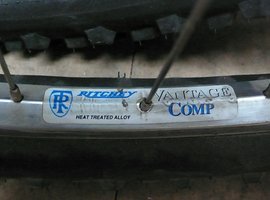 RITCHEY
VANTAGE
COMP
HEAT TREATED ALLOY